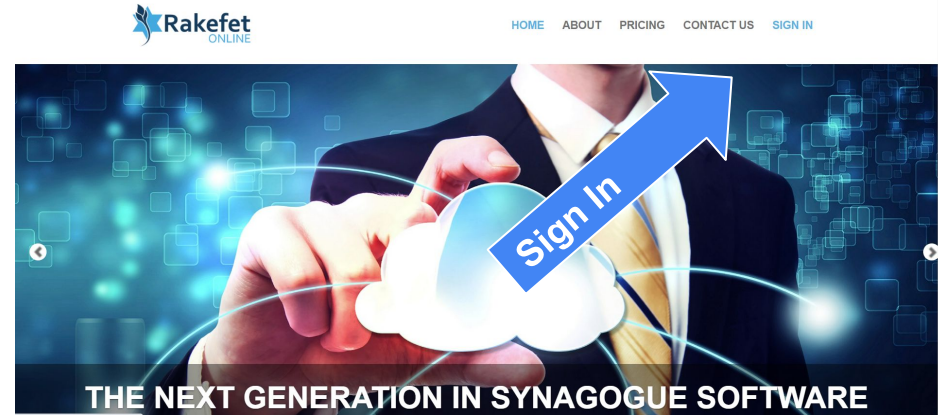 Rakefet
ONLINE
HOME ABOUT PRICING CONTACT US SIGN IN
Sign In
THE NEXT GENERATION IN SYNAGOGUE SOFTWARE